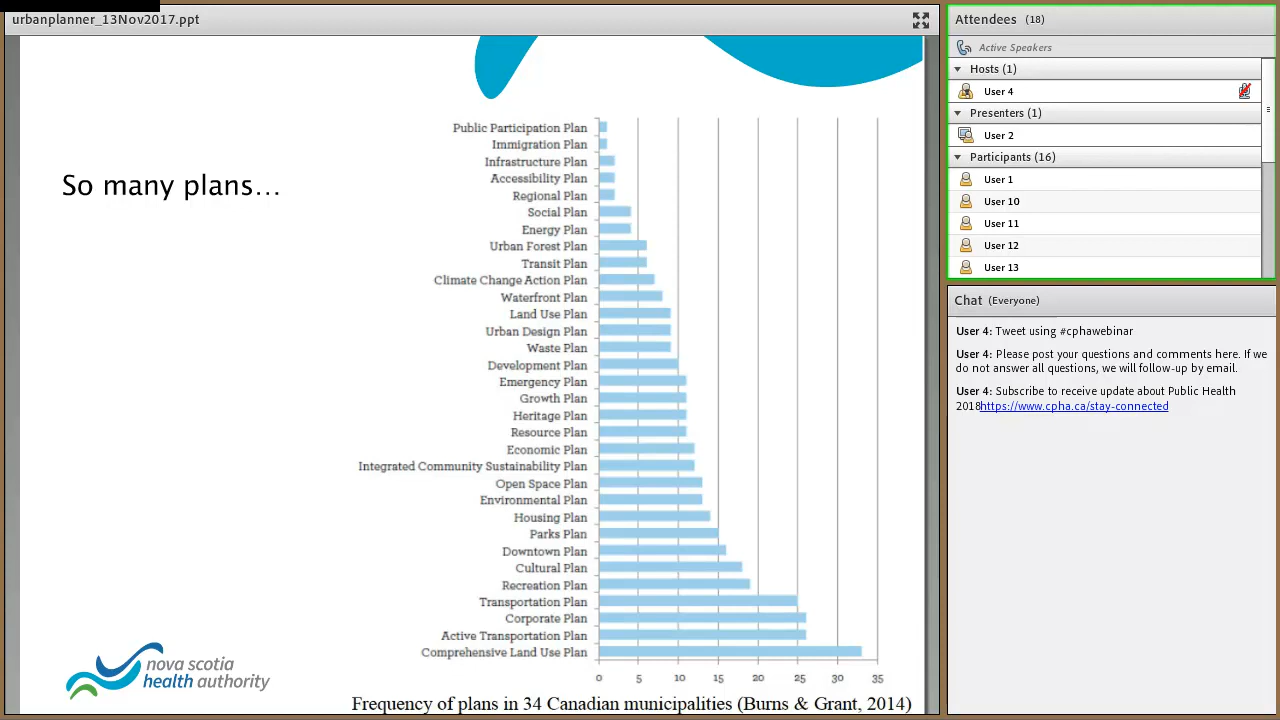 urbanplanner_13Nov2017.ppt
So many plans...
Public Participation Plan
Immigration Plan
Infrastructure Plan
Accessibility Plan
Regional Plan
Social Plan
Energy Plan
Urban Forest Plan
Transit Plan
Climate Change Action Plan
Waterfront Plan
Land Use Plan
Urban Design Plan
Waste Plan
Development Plan
Emergency Plan
Growth Plan
Heritage Plan
Resource Plan
Economic Plan
Integrated Community Sustainability Plan
Open Space Plan
Environmental Plan
Housing Plan
Parks Plan
Downtown Plan
Cultural Plan
Recreation Plan
Transportation Plan
Corporate Plan
Active Transportation Plan
Comprehensive Land Use Plan
0 5 10 15 20 25 30 35
Frequency of plans in 34 Canadian municipalities (Burns & Grant, 2014)
nova scotia
health authority
Attendees (18)
Active Speakers
Hosts (1)
User 4
Presenters (1)
User 2
Participants (16)
User 1
User 10
User 11
User 12
User 13
Chat (Everyone)
User 4: Tweet using #cphawebinar
User 4: Please post your questions and comments here. If we
do not answer all questions, we will follow-up by email.
User 4: Subscribe to receive update about Public Health
2018https://www.cpha.ca/stay-connected